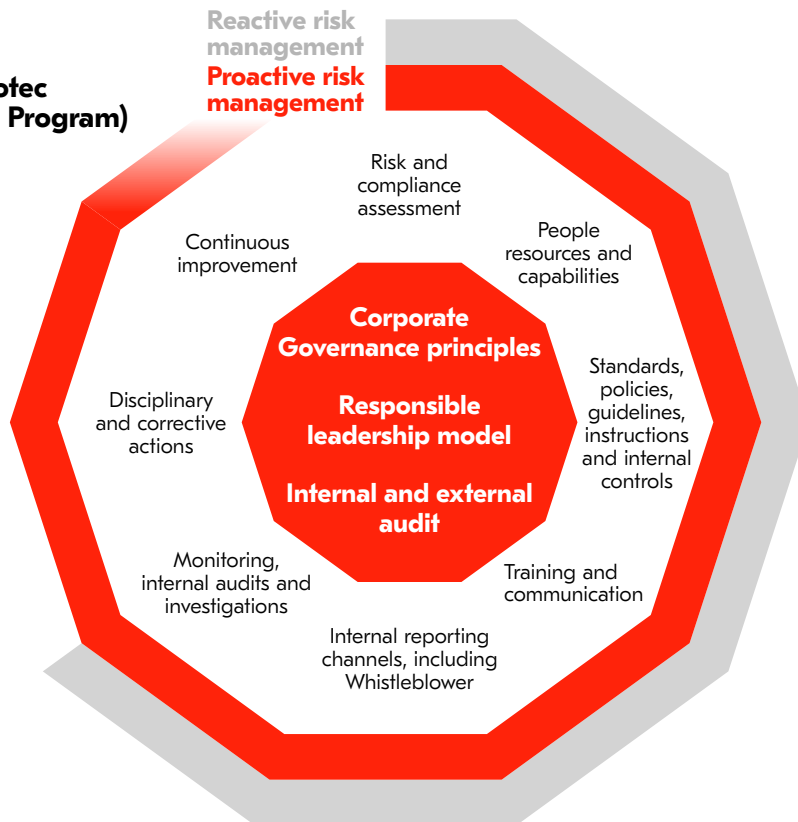 Reactive risk
management
Proactive risk
management
Program)
Risk and
compliance
assessment
People
resources and
capabilities
Standards,
policies,
guidelines,
instructions
and internal
controls
Training and
communication
Internal reporting
channels, including
Whistleblower
Monitoring,
internal audits and
investigations
Disciplinary
and corrective
actions
Continuous
improvement
Corporate
Governance principles
Responsible
leadership model
Internal and external
audit